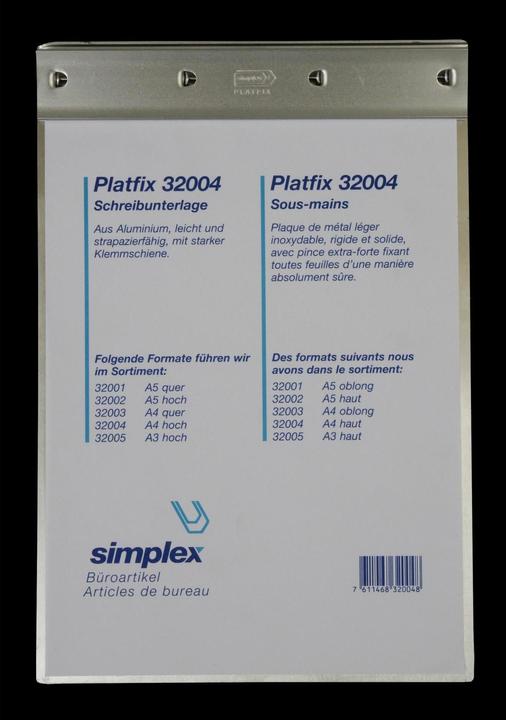 simplex
PLATFIX
Platfix 32004
Schreibunterlage
Aus Aluminium, leicht und
strapazierfähig, mit starker
Klemmschiene.
Folgende Formate führen wir
im Sortiment:
32001 A5 quer
32002 A5 hoch
32003 A4 quer
32004 A4 hoch
32005 A3 hoch
Platfix 32004
Sous-mains
Plaque de métal léger
inoxydable, rigide et solide,
avec pince extra-forte fixant
toutes feuilles d'une manière
absolument sûre.
Des formats suivants nous
avons dans le sortiment:
32001 A5 oblong
32002 A5 haut
32003 A4 oblong
32004 A4 haut
32005 A3 haut
simplex
Büroartikel
Articles de bureau
7 611468 320048